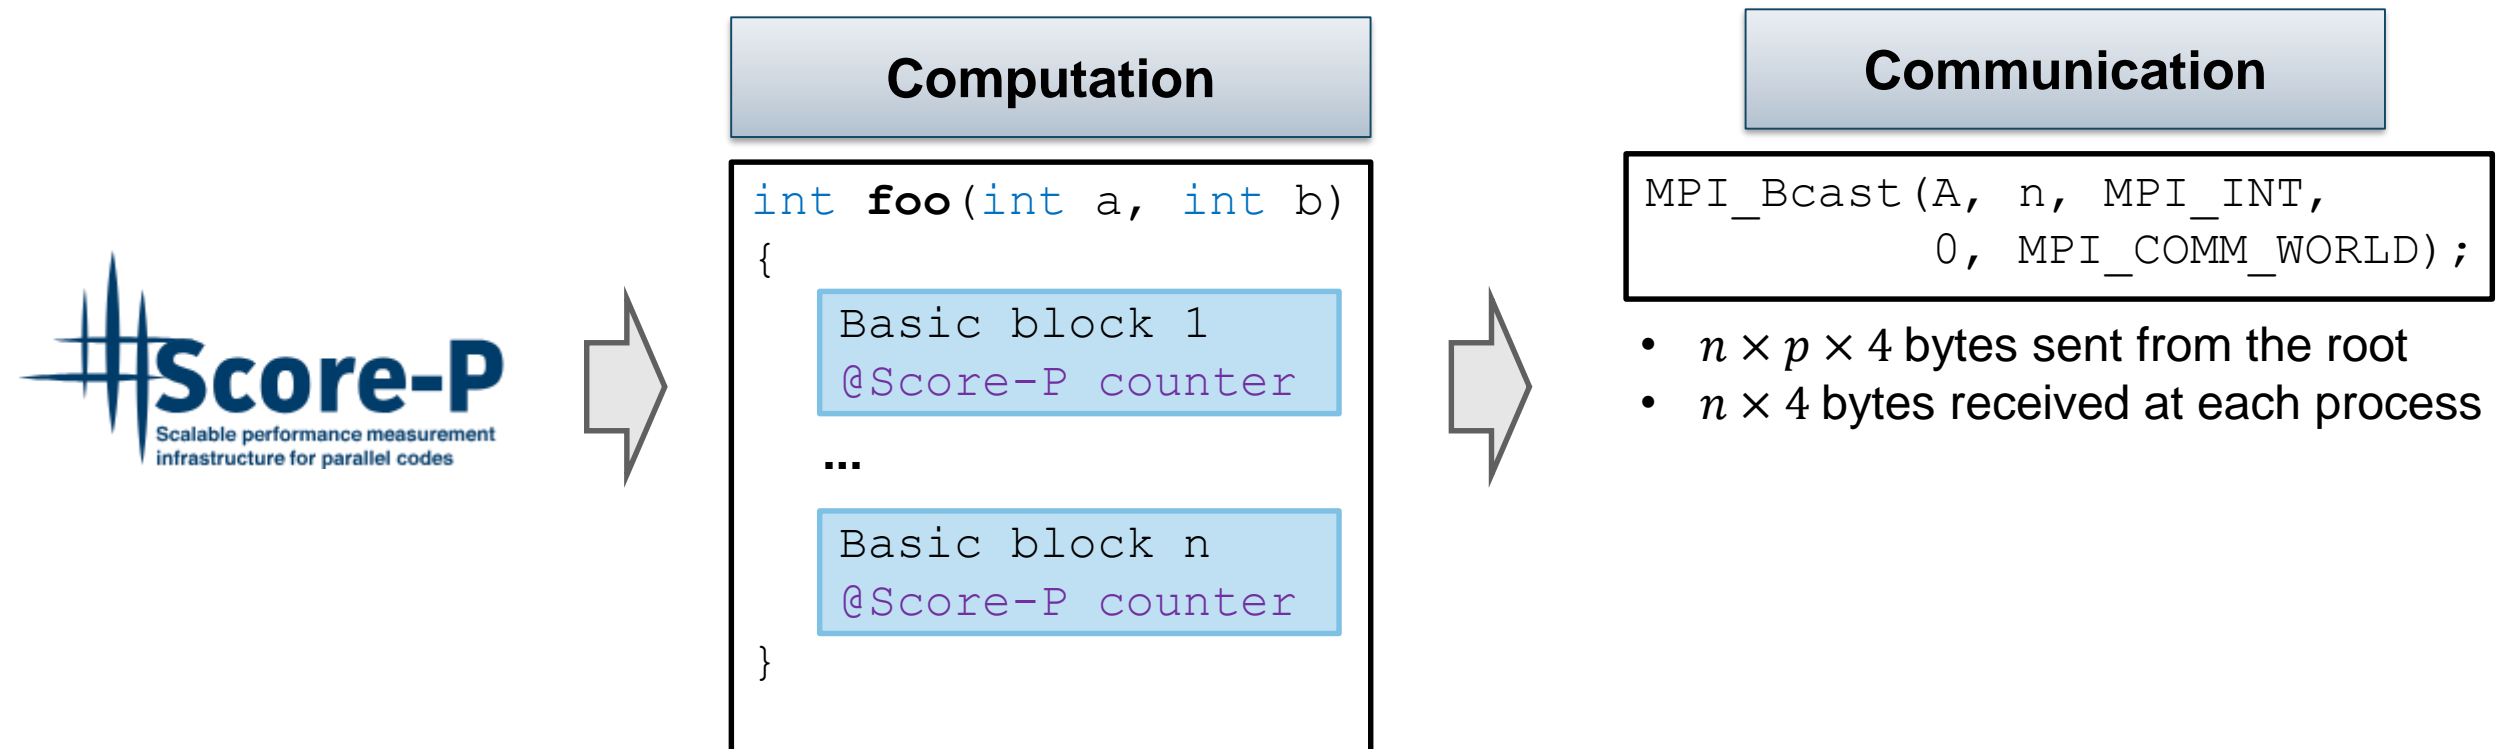 Score-P
Scalable performance measurement
infrastructure for parallel codes
Computation
int foo(int a, int b)
{
Basic block 1
@Score-P counter
...
Basic block n
@Score-P counter
}
Communication
MPI_Bcast(A, n, MPI_INT,
0, MPI_COMM_WORLD);
• n × p × 4 bytes sent from the root
• n × 4 bytes received at each process